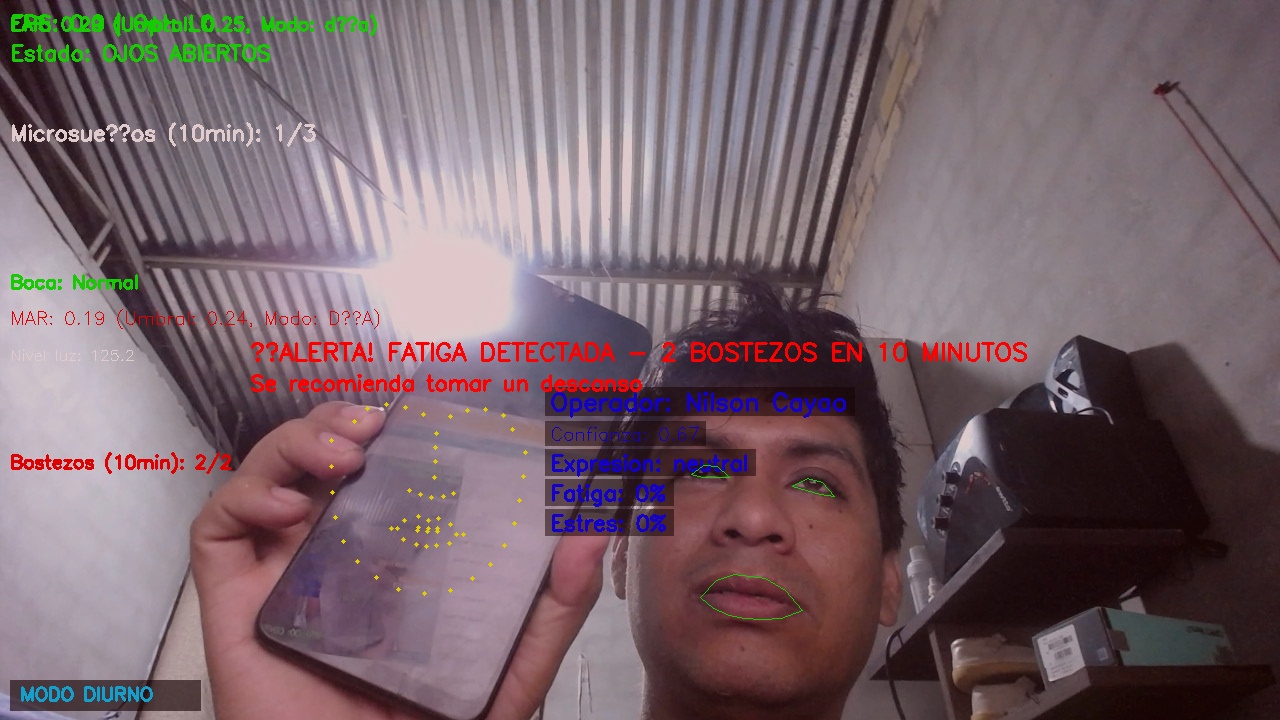 Estado: OJOS ABIERTOS
Microsue??os (10min): 1/3
Boca: Normal
MAR: 0.19 (Umbral: 0.24, Modo: D??A)
??ALERTA! FATIGA DETECTADA - 2 BOSTEZOS EN 10 MINUTOS
Nivel luz: 125.2
Se recomienda tomar un descanso
Operador: Nilson Cayao
Confianza: 0.67
Expresion: neutral
Bostezos (10min): 2/2
Fatiga: 0%
Estres: 0%
MODO DIURNO